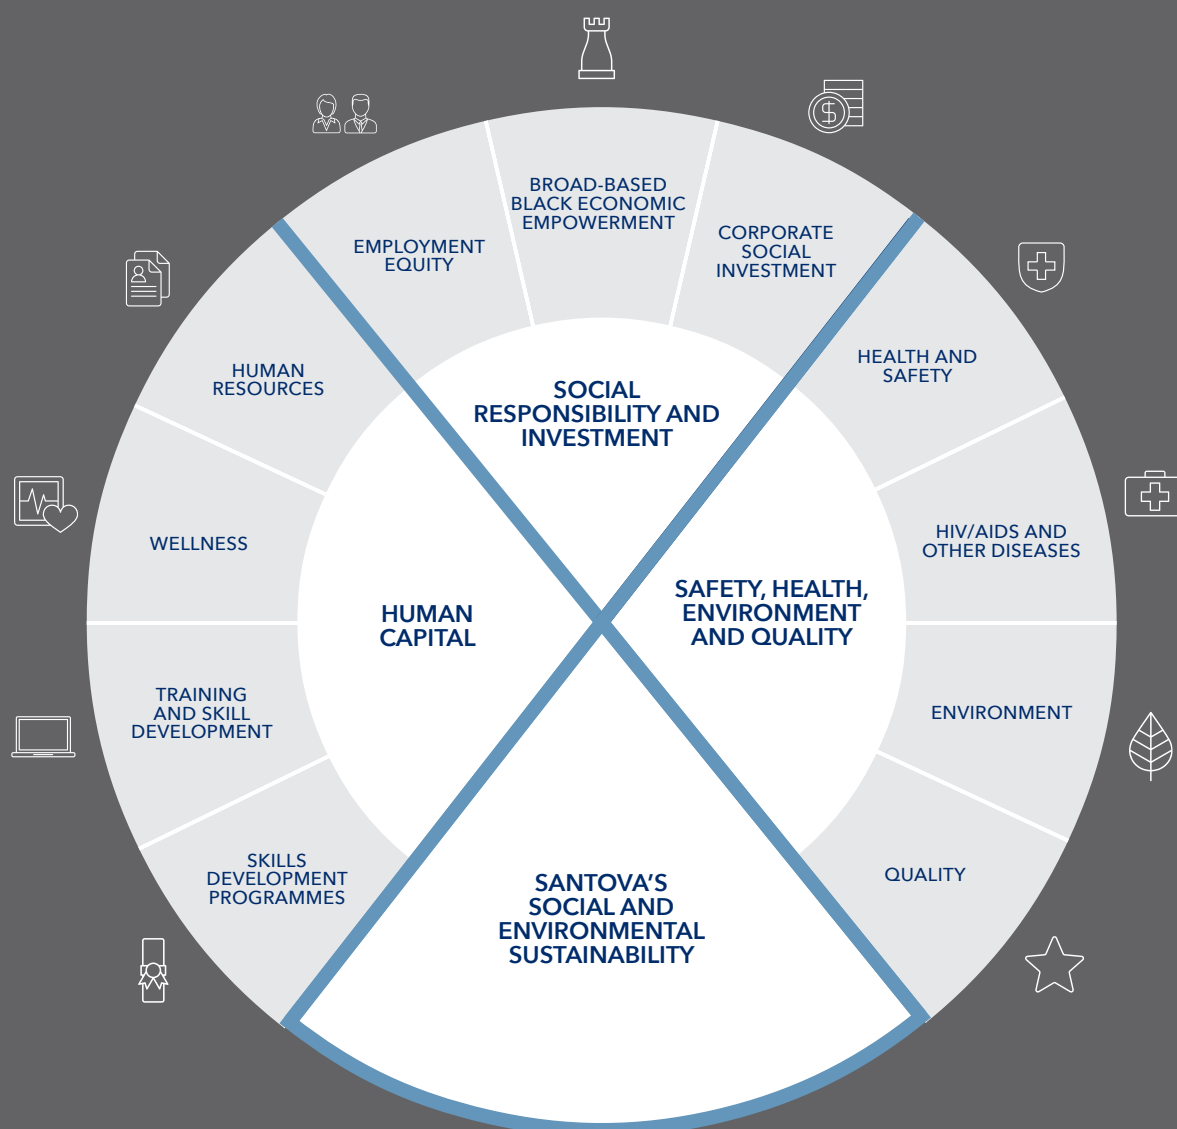 BROAD-BASED
BLACK ECONOMIC
EMPOWERMENT
EMPLOYMENT
EQUITY
CORPORATE
SOCIAL
INVESTMENT
HUMAN
RESOURCES
HEALTH AND
SAFETY
SOCIAL
RESPONSIBILITY AND
INVESTMENT
WELLNESS
HIV/AIDS AND
OTHER DISEASES
HUMAN
CAPITAL
SAFETY, HEALTH,
ENVIRONMENT
AND QUALITY
TRAINING
AND SKILL
DEVELOPMENT
ENVIRONMENT
SKILLS
DEVELOPMENT
PROGRAMMES
QUALITY
SANTOVA’S
SOCIAL AND
ENVIRONMENTAL
SUSTAINABILITY